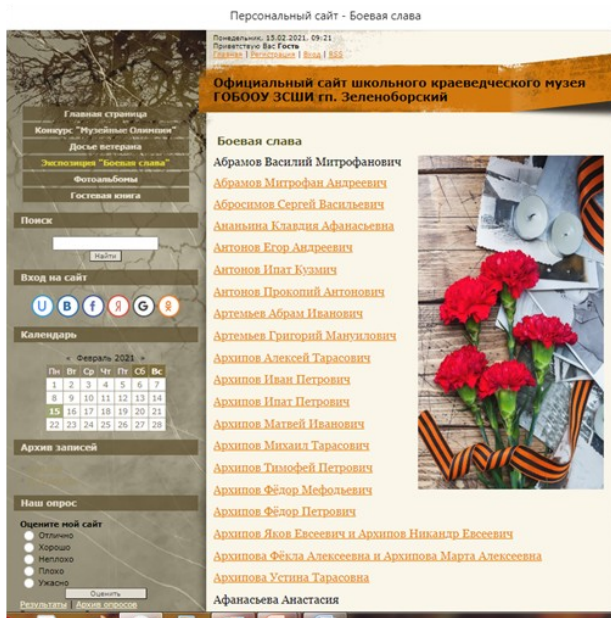 Персональный сайт - Боевая слава
Понедельник, 15.02.2021, 09:21
Приветствую Вас Гость
Главная | Регистрация | Вход | RSS
Официальный сайт школьного краеведческого музея
ГОБООУ ЗСШИ гп. Зеленоборский
Главная страница
Конкурс "Музейные Олимпии"
Досье ветерана
Экспозиция "Боевая слава"
Фотоальбомы
Гостевая книга
Поиск
Найти
Вход на сайт
U В f Я G
Календарь
« Февраль 2021 »
Пн Вт Ср Чт Пт Сб Вс
1 2 3 4 5 6 7
8 9 10 11 12 13 14
15 16 17 18 19 20 21
22 23 24 25 26 27 28
Архив записей
Наш опрос
Оцените мой сайт
Отлично
Хорошо
Неплохо
Плохо
Ужасно
Оценить
Результаты | Архив опросов
Боевая слава
Абрамов Василий Митрофанович
Абрамов Митрофан Андреевич
Абросимов Сергей Васильевич
Ананьина Клавдия Афанасьевна
Антонов Егор Андреевич
Антонов Ипат Кузмич
Антонов Прокопий Антонович
Артемьев Абрам Иванович
Артемьев Григорий Мануилович
Архипов Алексей Тарасович
Архипов Иван Петрович
Архипов Ипат Петрович
Архипов Матвей Иванович
Архипов Михаил Тарасович
Архипов Тимофей Петрович
Архипов Фёдор Мефодьевич
Архипов Фёдор Петрович
Архипов Яков Евсеевич и Архипов Никандр Евсеевич
Архипова Фёкла Алексеевна и Архипова Марта Алексеевна
Архипова Устина Тарасовна
Афанасьева Анастасия